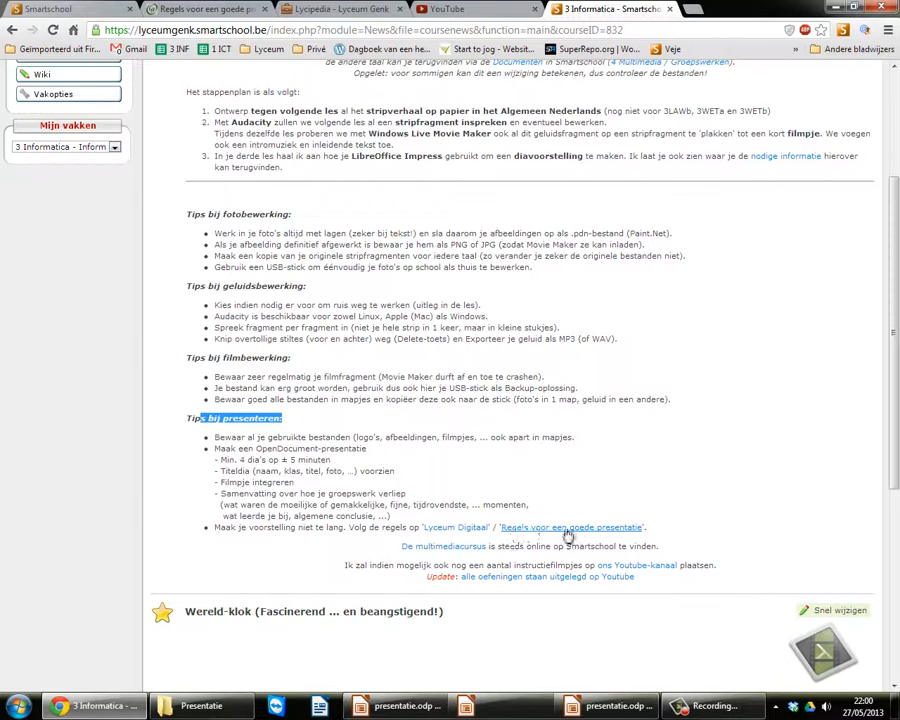 Smartschool
Regels voor een goede pr
Lycipedia - Lyceum Genk
YouTube
3 Informatica - Smartscho
https://lyceumgenk.smartschool.be/index.php?module=News&file=coursenews&function=main&courseID=832
Geïmporteerd uit Fir
Gmail
3 INF
1 ICT
Lyceum
Privé
Dagboek van een he
Start to jog - Websit
SuperRepo.org (No
Veje
»
Andere bladwijzers
Wiki
Vakopties
Mijn vakken
3 Informatica - Inform
de andere taal kan je terugvinden via de Documenten in Smartschool (4 Multimedia / Groepswerken).
Opgelet: voor sommigen kan dit een wijziging betekenen, dus controleer de bestanden!
Het stappenplan is als volgt:
1. Ontwerp tegen volgende les al het stripverhaal op papier in het Algemeen Nederlands (nog niet voor 3LAWb, 3WETa en 3WETb)
2. Met Audacity zullen we volgende les al een stripfragment inspreken en eventueel bewerken.
Tijdens dezelfde les proberen we met Windows Live Movie Maker ook al dit geluidsfragment op een stripfragment te 'plakken' tot een kort filmpje. We voegen
ook een intromuziek en inleidende tekst toe.
3. In je derde les haal ik aan hoe je LibreOffice Impress gebruikt om een diavoorstelling te maken. Ik laat je ook zien waar je de nodige informatie hierover
kan terugvinden.
Tips bij fotobewerking:
• Werk in je foto's altijd met lagen (zeker bij tekst!) en sla daarom je afbeeldingen op als .pdn-bestand (Paint.Net).
• Als je afbeelding definitief afgewerkt is bewaar je hem als PNG of JPG (zodat Movie Maker ze kan inladen).
• Maak een kopie van je originele stripfragmenten voor iedere taal (zo verander je zeker de originele bestanden niet).
• Gebruik een USB-stick om éénvoudig je foto's op school als thuis te bewerken.
Tips bij geluidsbewerking:
• Kies indien nodig er voor om ruis weg te werken (uitleg in de les).
• Audacity is beschikbaar voor zowel Linux, Apple (Mac) als Windows.
• Spreek fragment per fragment in (niet je hele strip in 1 keer, maar in kleine stukjes).
• Knip overtollige stiltes (voor en achter) weg (Delete-toets) en Exporteer je geluid als MP3 (of WAV).
Tips bij filmbewerking:
• Bewaar zeer regelmatig je filmfragment (Movie Maker durft af en toe te crashen).
• Je bestand kan erg groot worden, gebruik dus ook hier je USB-stick als Backup-oplossing.
• Bewaar goed alle bestanden in mapjes en kopiëer deze ook naar de stick (foto's in 1 map, geluid in een andere).
Tips bij presenteren:
• Bewaar al je gebruikte bestanden (logo's, afbeeldingen, filmpjes, ... ook apart in mapjes.
• Maak een OpenDocument-presentatie
- Min. 4 dia's op ± 5 minuten
- Titeldia (naam, klas, titel, foto, ...) voorzien
- Filmpje integreren
- Samenvatting over hoe je groepswerk verliep
(wat waren de moeilijke of gemakkelijke, fijne, tijdrovendste, ... momenten,
wat leerde je bij, algemene conclusie, ...)
• Maak je voorstelling niet te lang. Volg de regels op 'Lyceum Digitaal' / 'Regels voor een goede presentatie'.
De multimediacursus is steeds online op Smartschool te vinden.
Ik zal indien mogelijk ook nog een aantal instructiefilmpjes op ons Youtube-kanaal plaatsen.
Update: alle oefeningen staan uitgelegd op Youtube
Wereld-klok (Fascinerend ... en beangstigend!)
Snel wijzigen
3 Informatica - ...
Presentatie
presentatie.odp ...
presentatie.odp ...
Recording...
22:00
27/05/2013